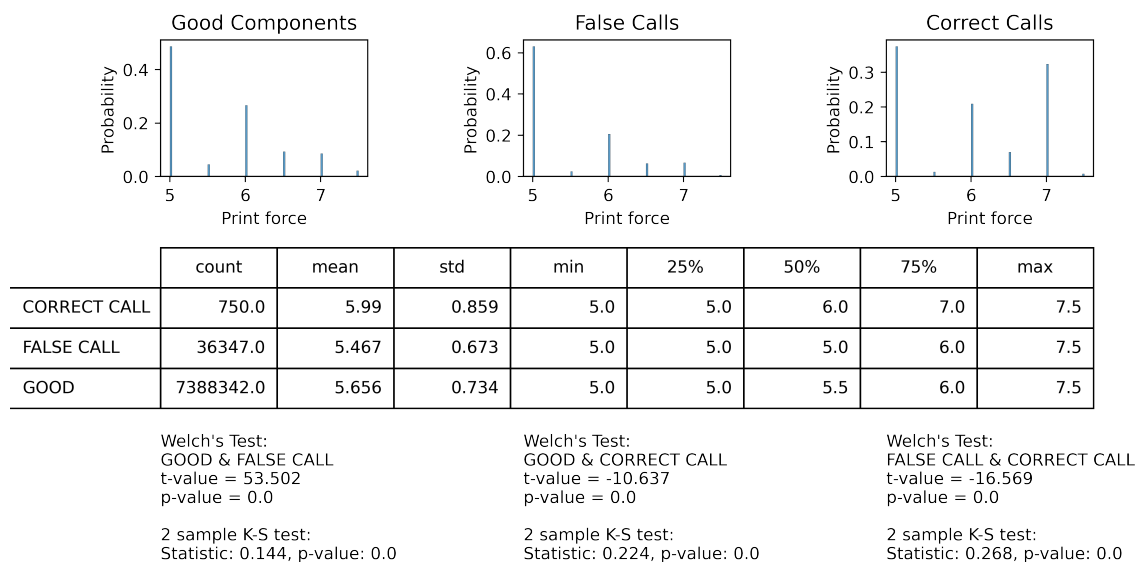 Good Components
False Calls
Correct Calls
Probability
0.4
0.2
0.0
5
6
7
Print force
Probability
0.6
0.4
0.2
0.0
5
6
7
Print force
Probability
0.3
0.2
0.1
0.0
5
6
7
Print force
count mean std min 25% 50% 75% max
CORRECT CALL 750.0 5.99 0.859 5.0 5.0 6.0 7.0 7.5
FALSE CALL 36347.0 5.467 0.673 5.0 5.0 5.0 6.0 7.5
GOOD 7388342.0 5.656 0.734 5.0 5.0 5.5 6.0 7.5
Welch's Test:
GOOD & FALSE CALL
t-value = 53.502
p-value = 0.0
2 sample K-S test:
Statistic: 0.144, p-value: 0.0
Welch's Test:
GOOD & CORRECT CALL
t-value = -10.637
p-value = 0.0
2 sample K-S test:
Statistic: 0.224, p-value: 0.0
Welch's Test:
FALSE CALL & CORRECT CALL
t-value = -16.569
p-value = 0.0
2 sample K-S test:
Statistic: 0.268, p-value: 0.0